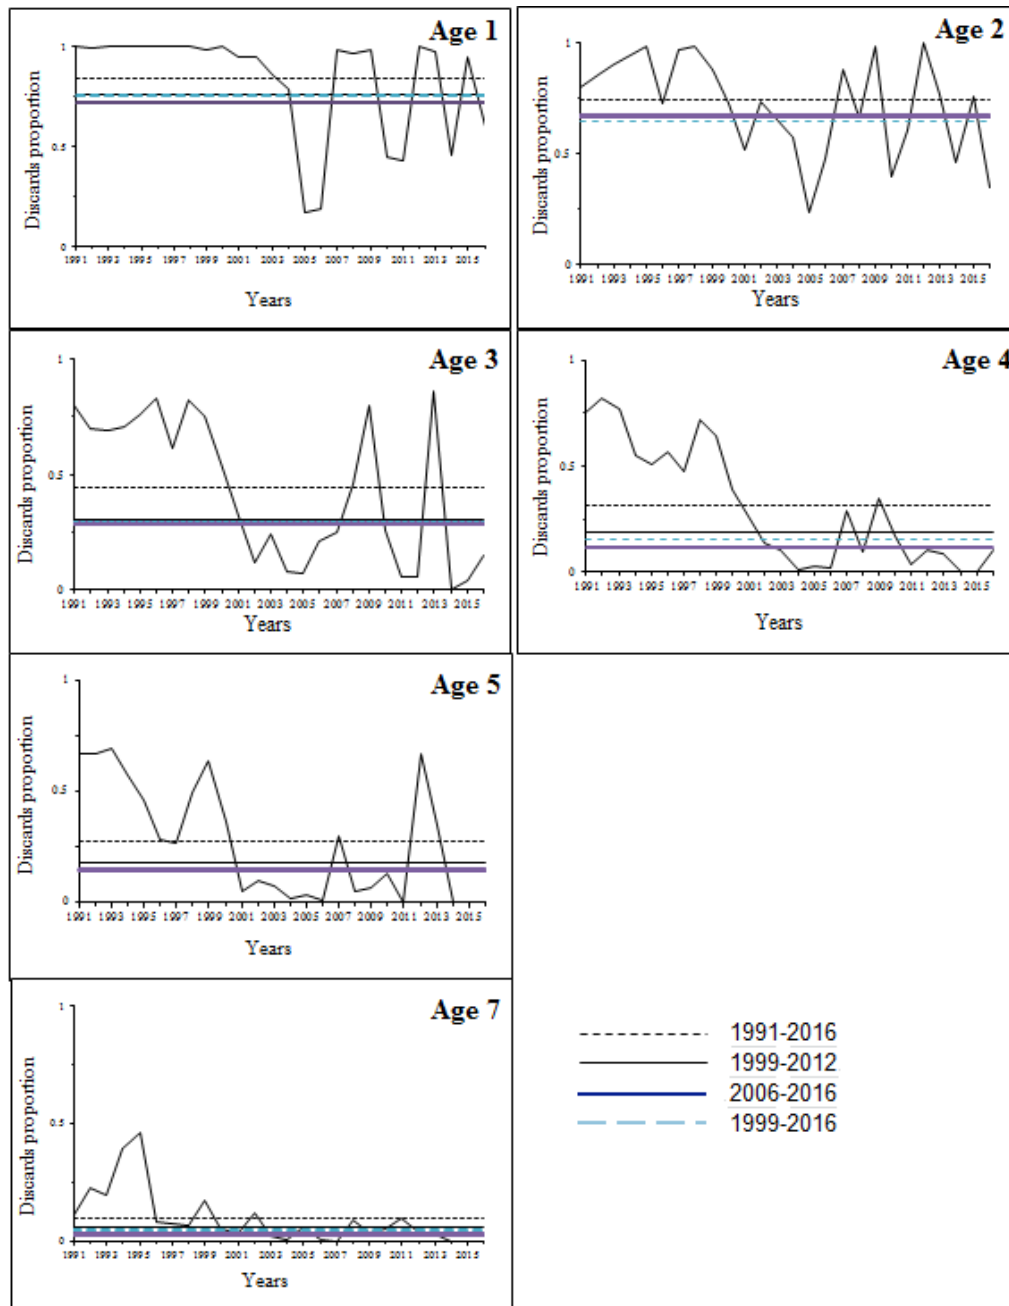 Age 1
Discards proportion
1
0.5
0
1991 1993 1995 1997 1999 2001 2003 2005 2007 2009 2011 2013 2015
Years
Age 2
Discards proportion
1
0.5
0
1991 1993 1995 1997 1999 2001 2003 2005 2007 2009 2011 2013 2015
Years
Age 3
Discards proportion
1
0.5
0
1991 1993 1995 1997 1999 2001 2003 2005 2007 2009 2011 2013 2015
Years
Age 4
Discards proportion
1
0.5
0
1991 1993 1995 1997 1999 2001 2003 2005 2007 2009 2011 2013 2015
Years
Age 5
Discards proportion
1
0.5
0
1991 1993 1995 1997 1999 2001 2003 2005 2007 2009 2011 2013 2015
Years
Age 7
Discards proportion
1
0.5
0
1991 1993 1995 1997 1999 2001 2003 2005 2007 2009 2011 2013 2015
Years
1991-2016
1999-2012
2006-2016
1999-2016